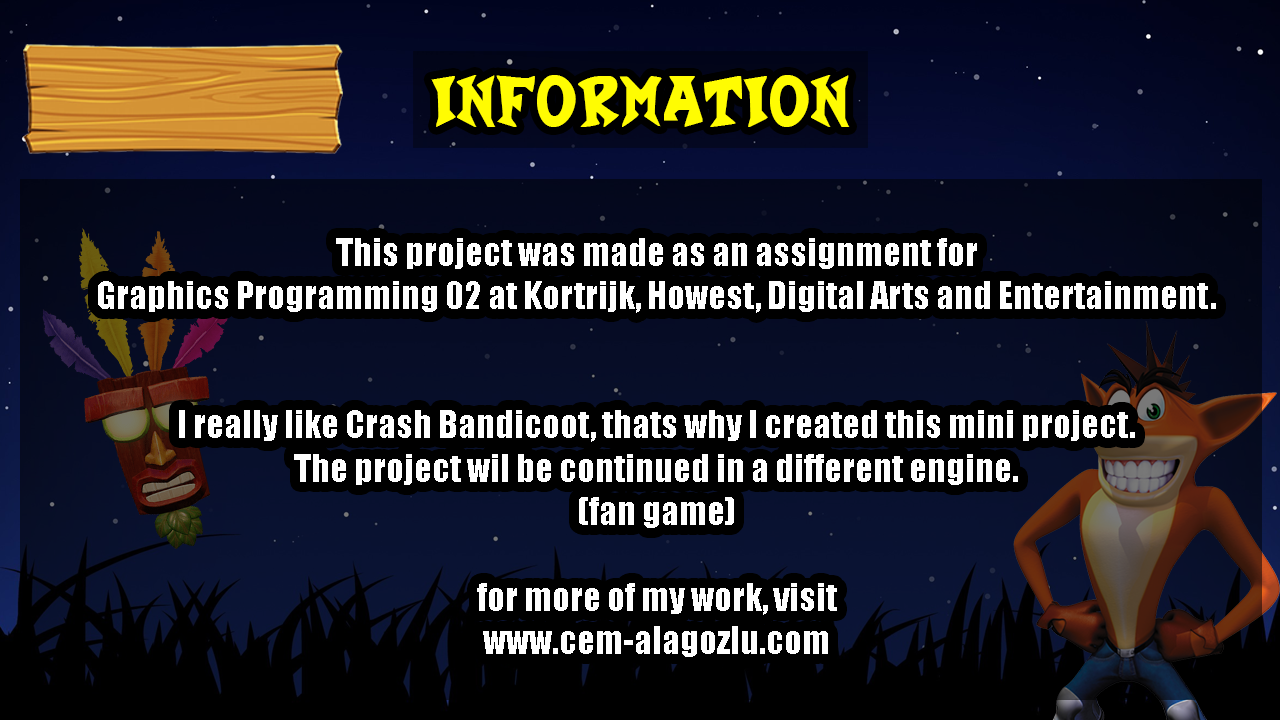 INFORMATION
This project was made as an assignment for
Graphics Programming 02 at Kortrijk, Howest, Digital Arts and Entertainment.
I really like Crash Bandicoot, thats why I created this mini project.
The project wil be continued in a different engine.
(fan game)
for more of my work, visit
www.cem-alagozlu.com